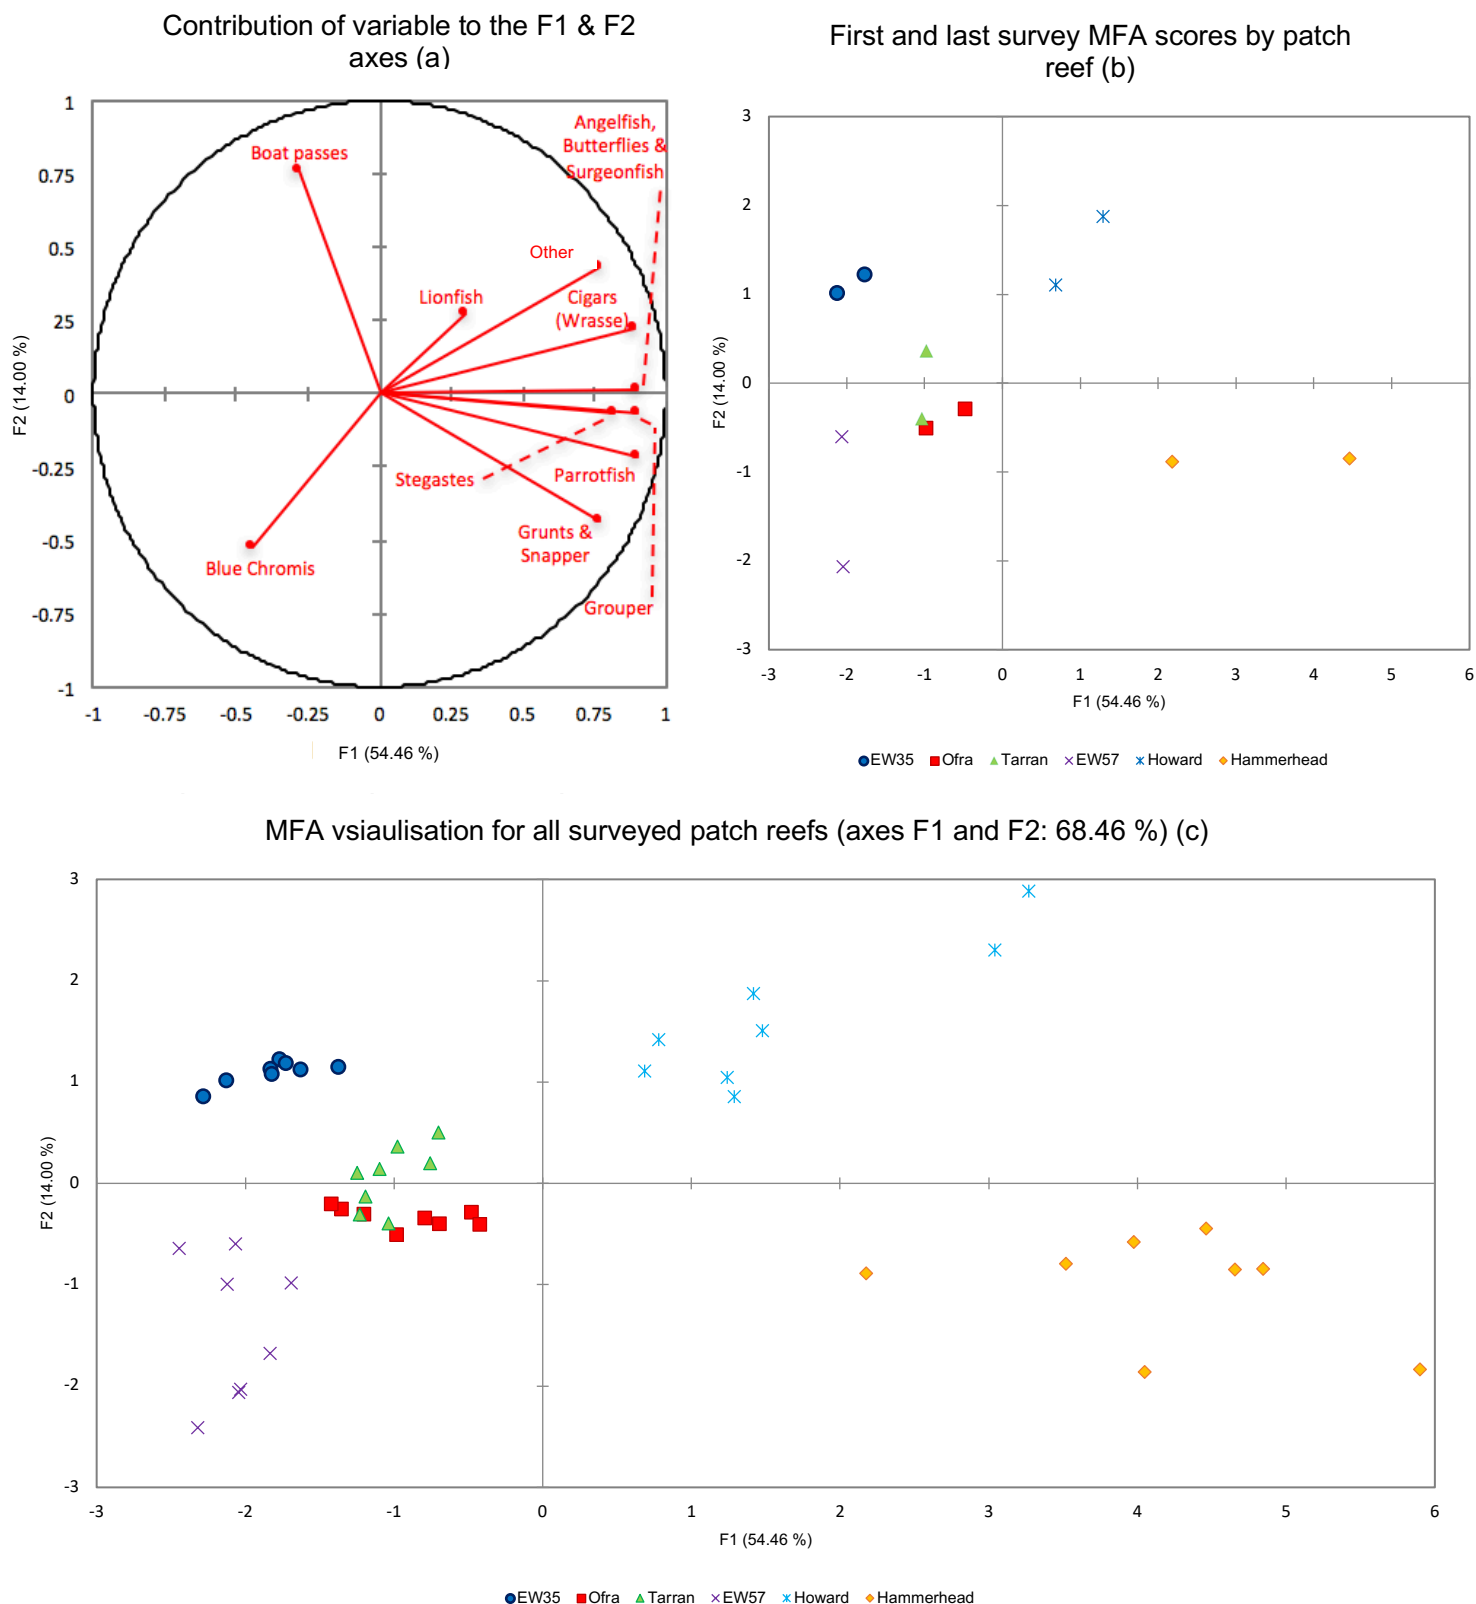 Contribution of variable to the F1 & F2
axes (a)
First and last survey MFA scores by patch
reef (b)
1
0.75
0.5
25
0
-0.25
-0.5
-0.75
-1
F2 (14.00 %)
Boat passes
Angelfish,
Butterflies &
Surgeonfish
Other
Lionfish
Cigars
(Wrasse)
Stegastes
Parrotfish
Grunts &
Snapper
Blue Chromis
Grouper
-1 -0.75 -0.5 -0.25 0 0.25 0.5 0.75 1
F1 (54.46 %)
3
2
1
0
-1
-2
-3
F2 (14.00 %)
-3 -2 -1 0 1 2 3 4 5 6
F1 (54.46 %)
EW35 Ofra Tarran EW57 Howard Hammerhead
MFA vsiaulisation for all surveyed patch reefs (axes F1 and F2: 68.46 %) (c)
3
2
1
0
-1
-2
-3
F2 (14.00 %)
-3 -2 -1 0 1 2 3 4 5 6
F1 (54.46 %)
EW35 Ofra Tarran EW57 Howard Hammerhead